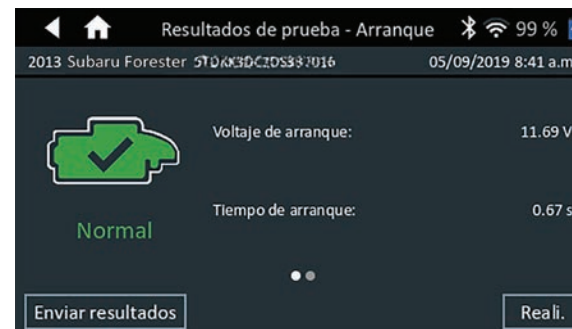 Resultados de prueba - Arranque 99 %
2013 Subaru Forester 05/09/2019 8:41 a.m
Voltaje de arranque: 11.69 V
Normal
Tiempo de arranque: 0.67 s
Enviar resultados Reali.